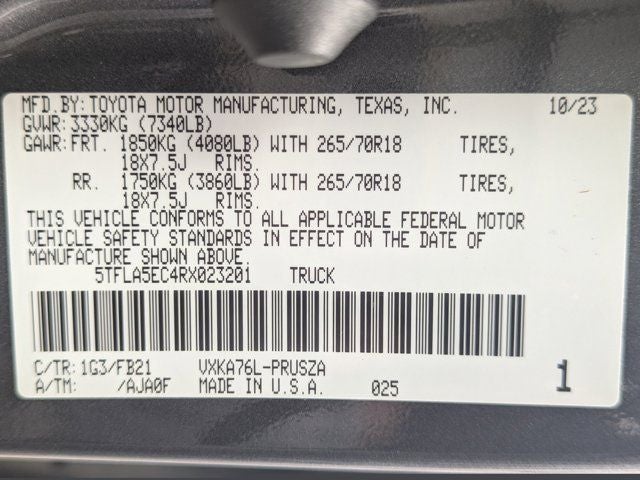 MFD.BY: TOYOTA MOTOR MANUFACTURING, TEXAS, INC. 10/23
GVWR: 3330KG (7340LB)
GAWR: FRT. 1850KG (4080LB) WITH 265/70R18 TIRES,
18X7.5J RIMS.
RR. 1750KG (3860LB) WITH 265/70R18 TIRES,
18X7.5J RIMS.
THIS VEHICLE CONFORMS TO ALL APPLICABLE FEDERAL MOTOR
VEHICLE SAFETY STANDARDS IN EFFECT ON THE DATE OF
MANUFACTURE SHOWN ABOVE.
5TFLA5EC4RX023201 TRUCK
C/TR: 1G3/FB21 VXKA76L-PRUSZA
A/TM: /AJA0F MADE IN U.S.A. 025 1